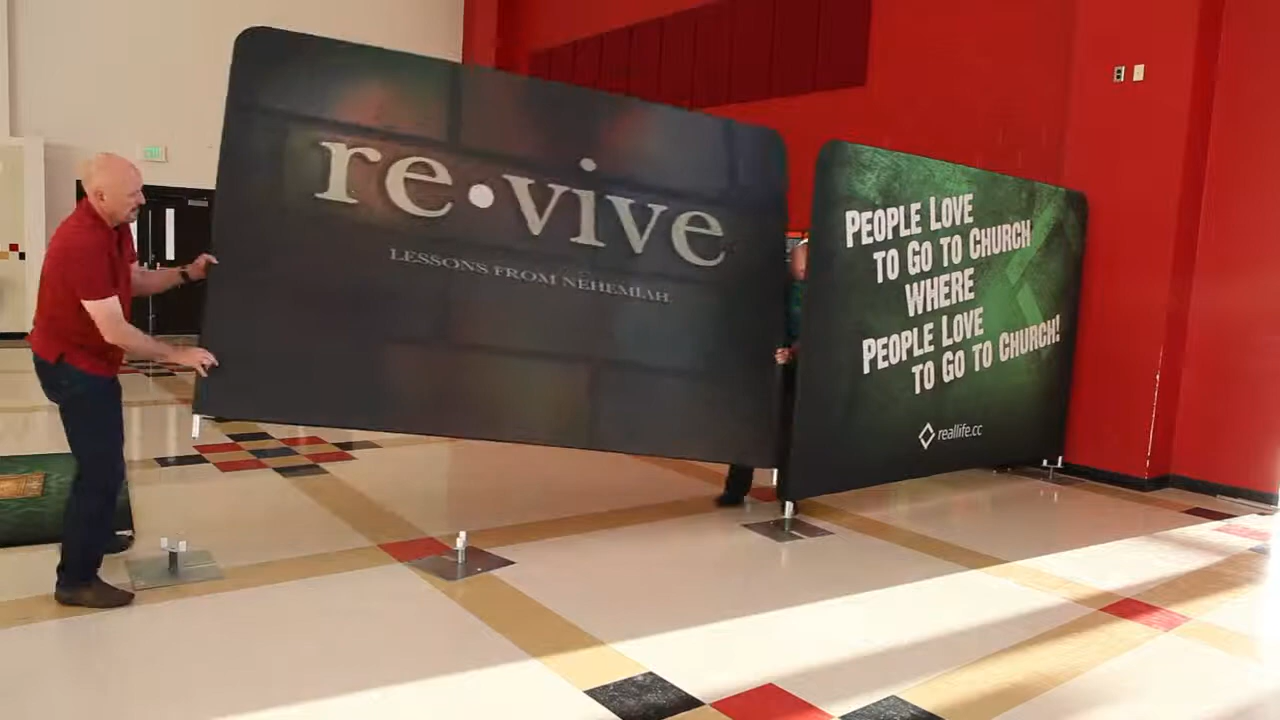 re•vive
LESSONS FROM NEHEMIAH
PEOPLE LOVE
TO GO TO CHURCH
WHERE
PEOPLE LOVE
TO GO TO CHURCH!
reallife.cc